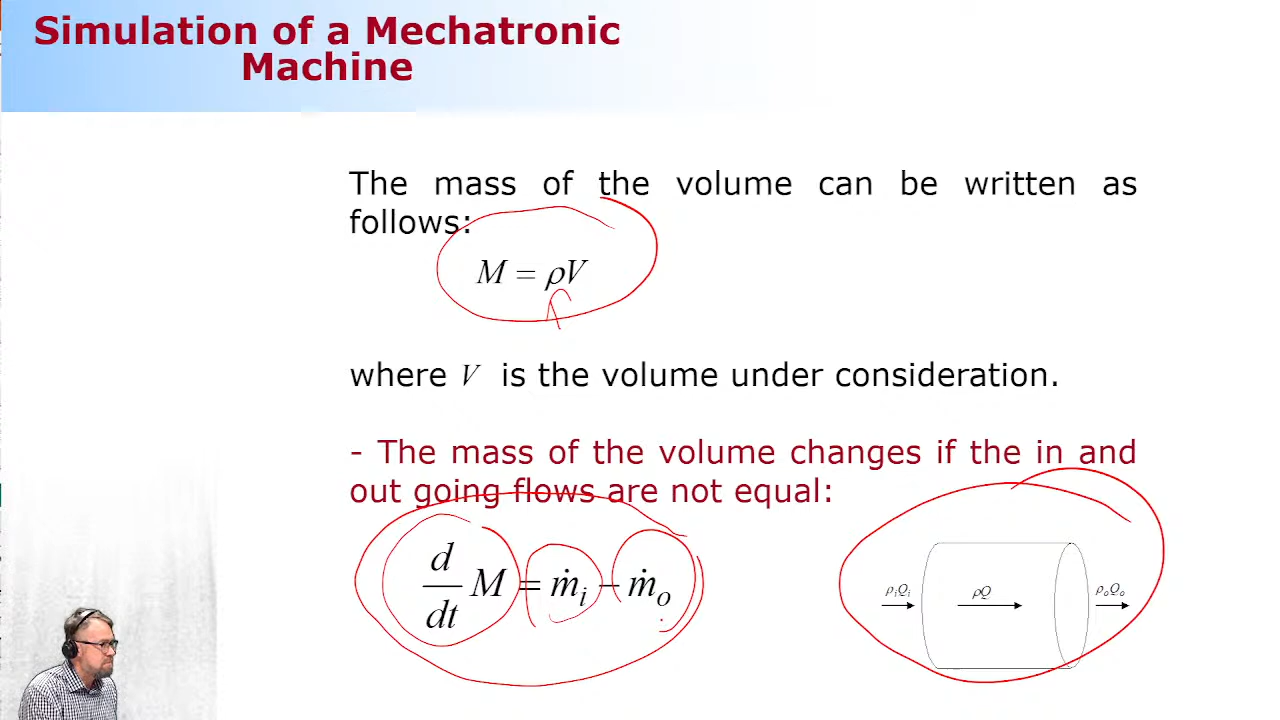 Simulation of a Mechatronic
Machine
The mass of the volume can be written as
follows:
M = ρV
where V is the volume under consideration.
- The mass of the volume changes if the in and
out going flows are not equal:
d/dt M = ṁᵢ − ṁₒ
ρᵢQᵢ ρQ ρₒQₒ